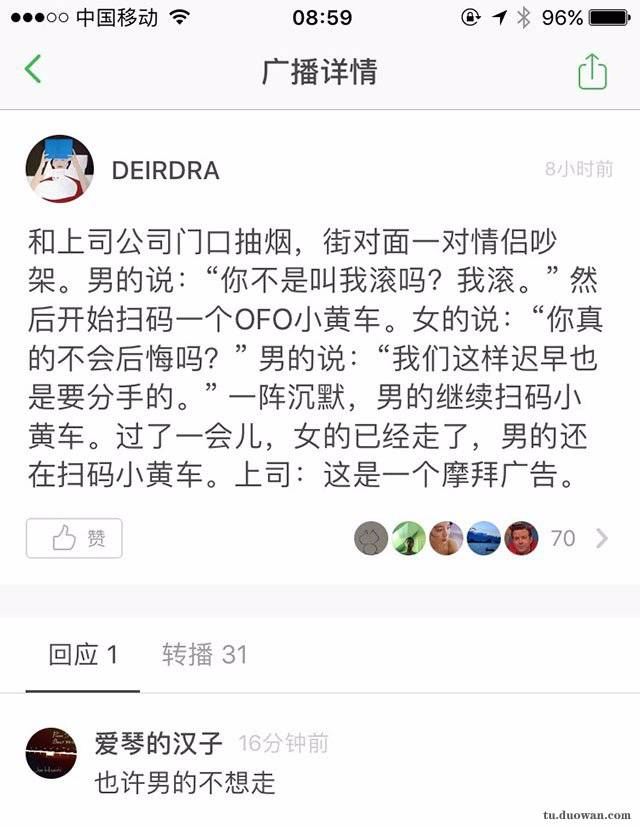 中国移动 08:59 96%
广播详情
DEIRDRA 8小时前
和上司公司门口抽烟，街对面一对情侣吵
架。男的说：“你不是叫我滚吗？我滚。” 然
后开始扫码一个OFO小黄车。女的说：“你真
的不会后悔吗？” 男的说：“我们这样迟早也
是要分手的。” 一阵沉默，男的继续扫码小
黄车。过了一会儿，女的已经走了，男的还
在扫码小黄车。上司：这是一个摩拜广告。
赞 70
回应 1 转播 31
爱琴的汉子 16分钟前
也许男的不想走
tu.duowan.com